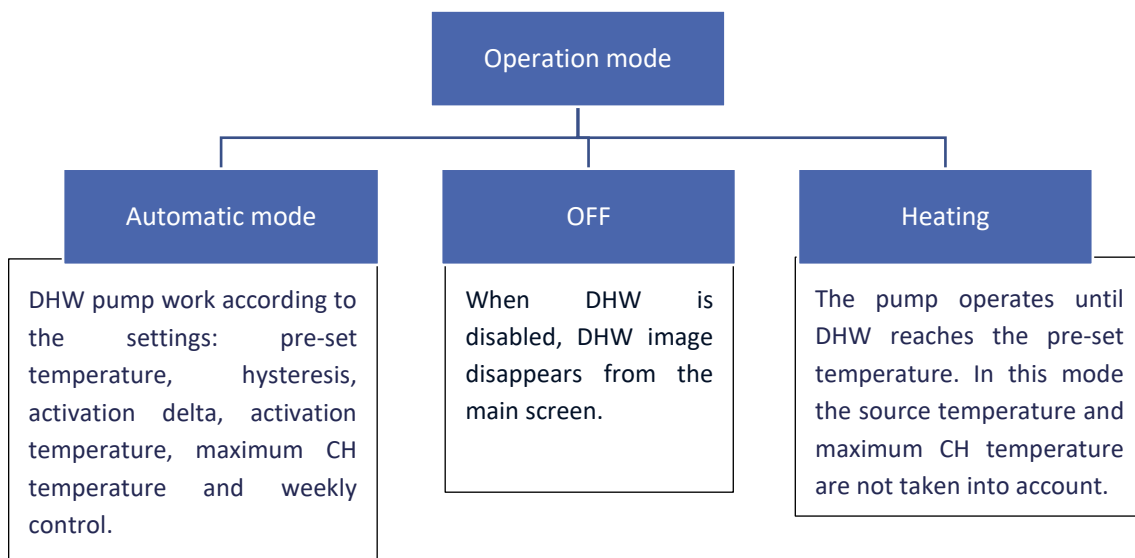 Operation mode
Automatic mode
DHW pump work according to
the settings: pre-set
temperature, hysteresis,
activation delta, activation
temperature, maximum CH
temperature and weekly
control.
OFF
When DHW is
disabled, DHW image
disappears from the
main screen.
Heating
The pump operates until
DHW reaches the pre-set
temperature. In this mode
the source temperature and
maximum CH temperature
are not taken into account.